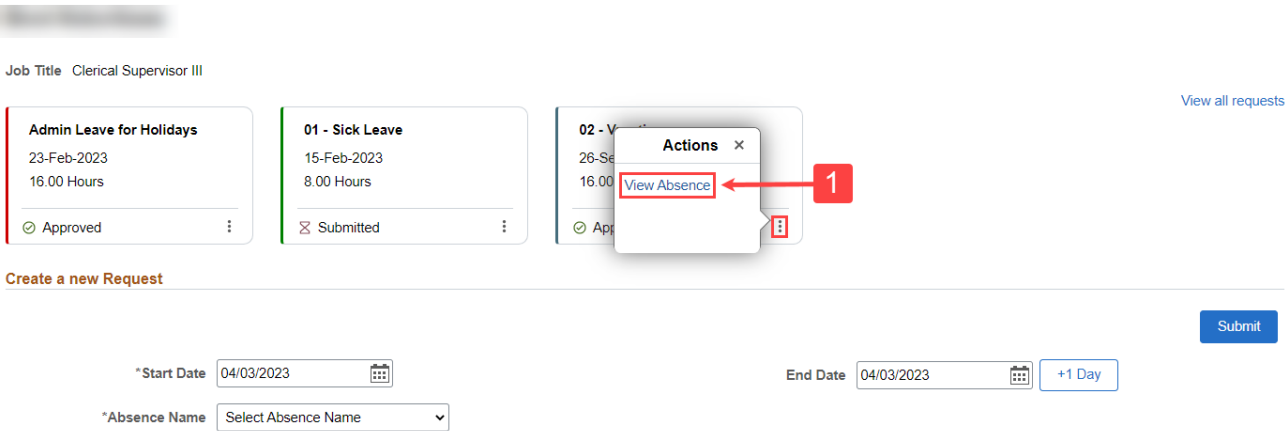 Job Title Clerical Supervisor III
View all requests
Admin Leave for Holidays
23-Feb-2023
16.00 Hours
Approved
01 - Sick Leave
15-Feb-2023
8.00 Hours
Submitted
02 -
16.00
Actions ×
View Absence
1
Create a new Request
Submit
*Start Date 04/03/2023
End Date 04/03/2023 +1 Day
*Absence Name Select Absence Name